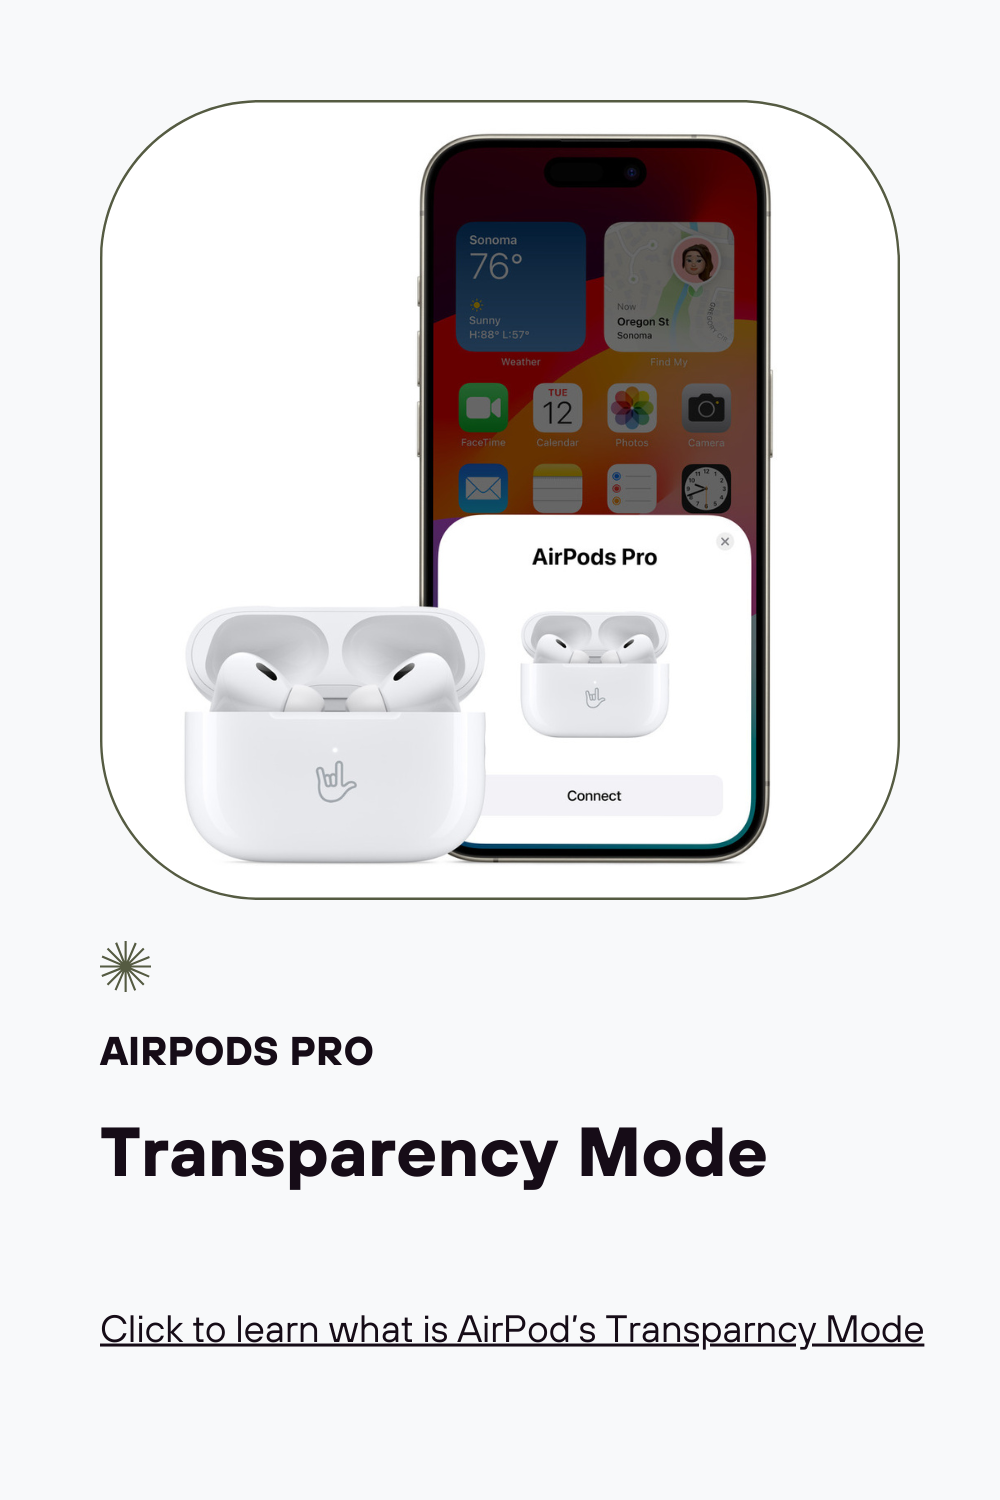 Sonoma
76°
Sunny
H:88° L:57°
Weather
Now
Oregon St
Sonoma
Find My
TUE
12
FaceTime
Calendar
Photos
Camera
AirPods Pro
Connect
AIRPODS PRO
Transparency Mode
Click to learn what is AirPod's Transparncy Mode